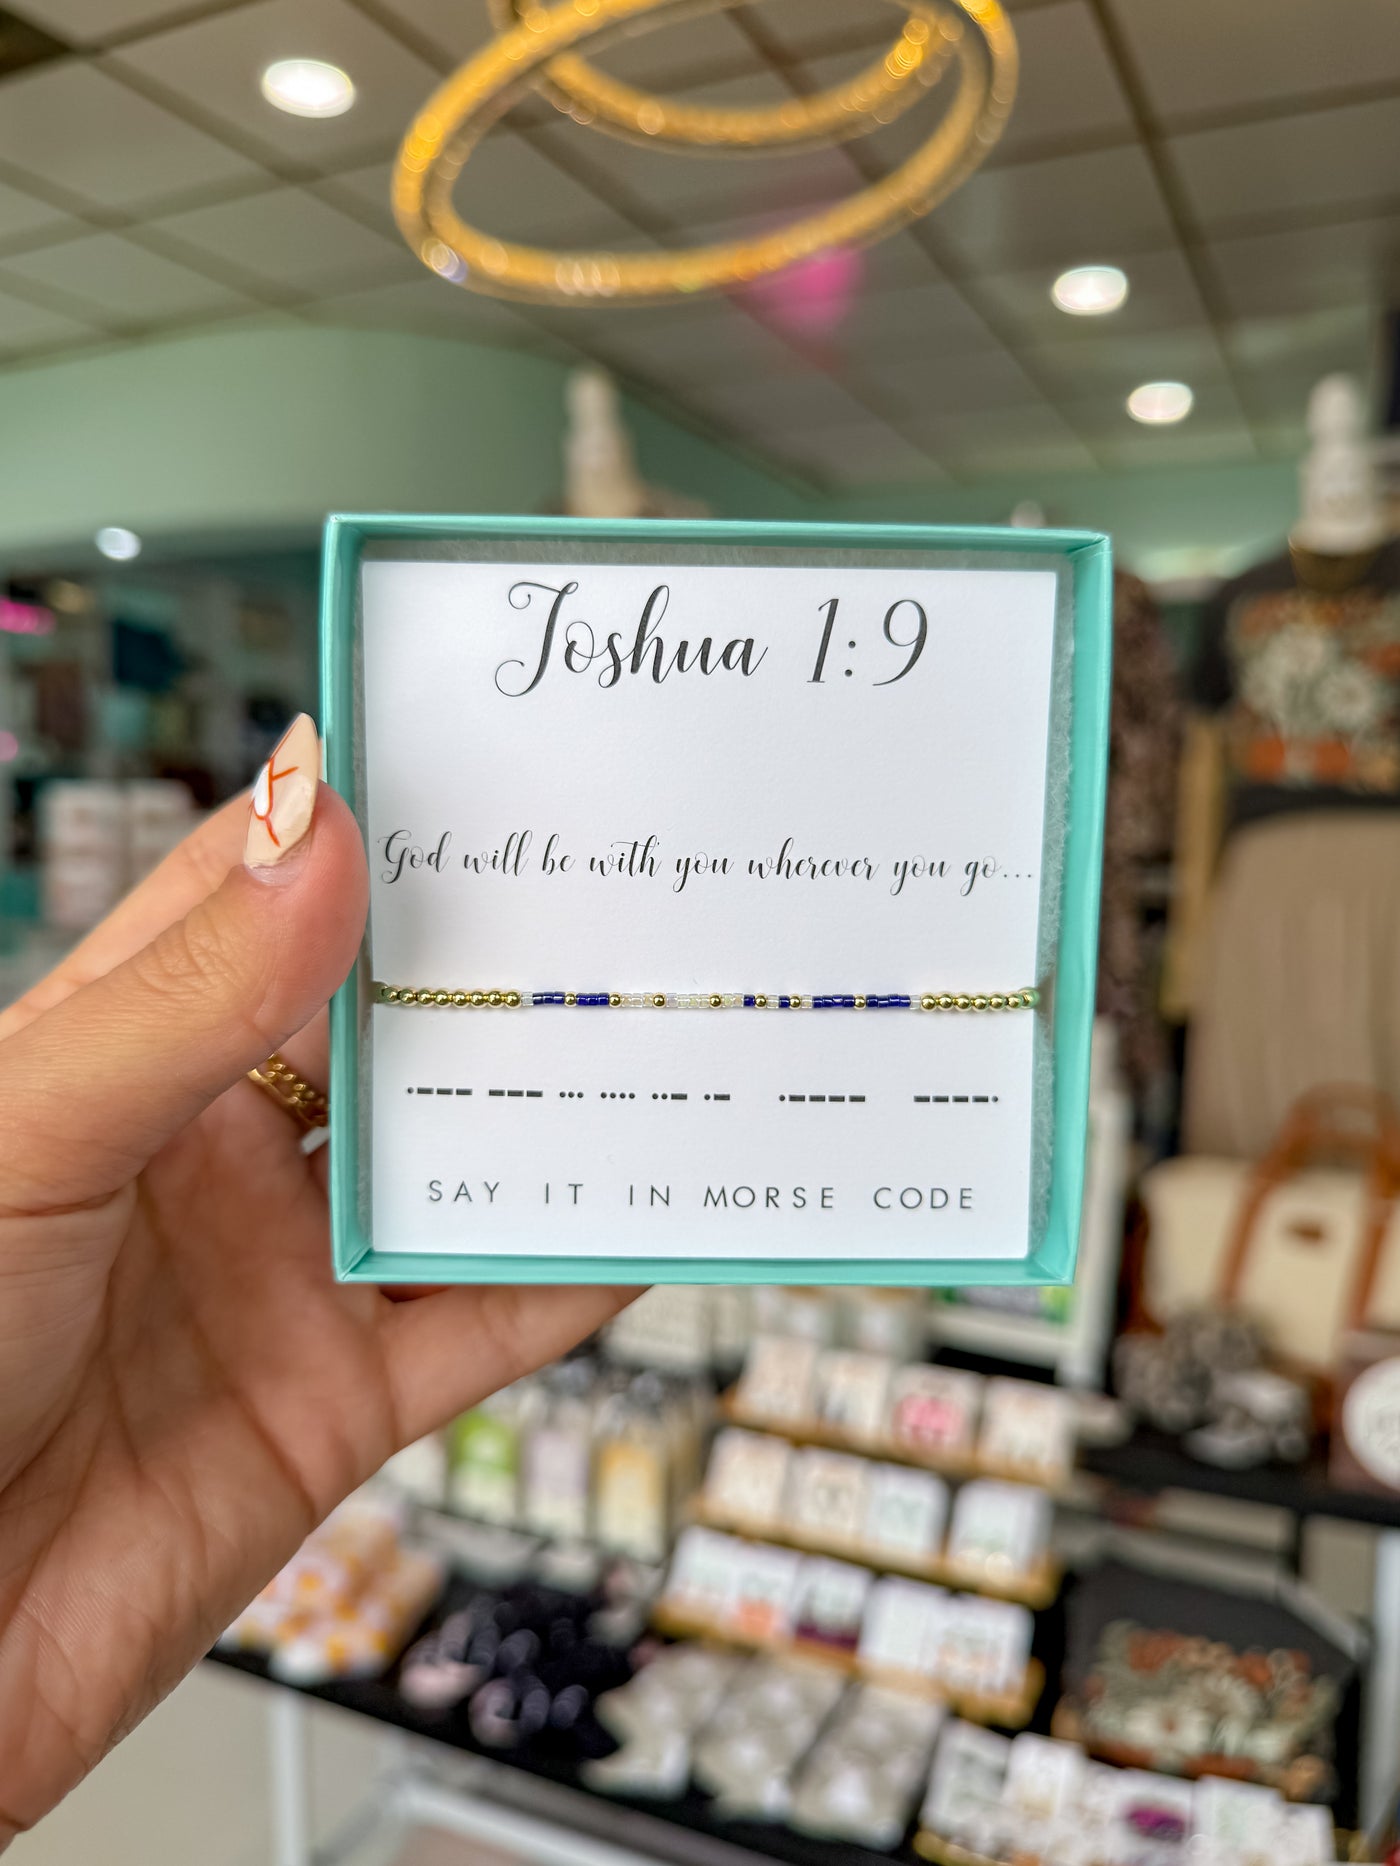 Joshua 1:9
God will be with you wherever you go...
•––– ––– ••• •••• ••– •– •–––– ––––•
SAY IT IN MORSE CODE